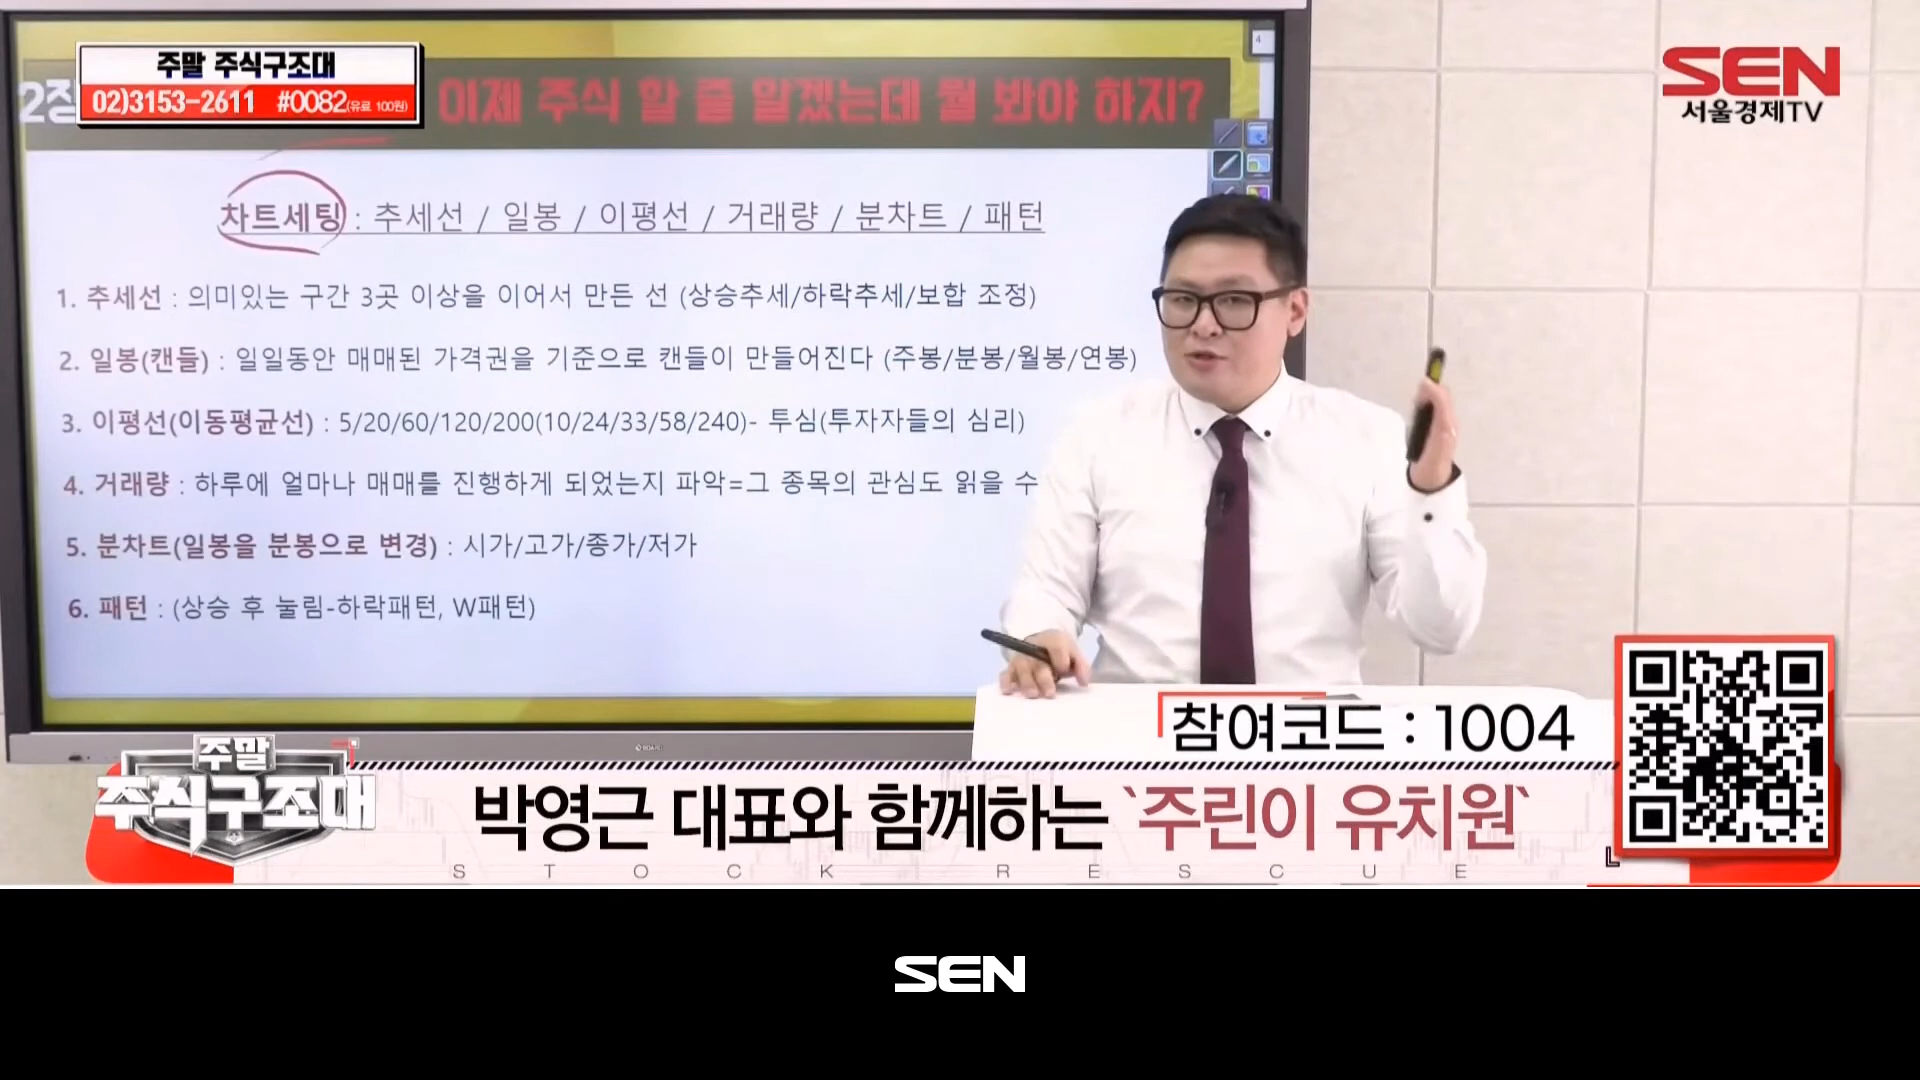 주말 주식구조대
02)3153-2611 #0082(유료 100원)
SEN
서울경제TV
2장 이제 주식 할 줄 알겠는데 뭘 봐야 하지?
4
차트세팅 : 추세선 / 일봉 / 이평선 / 거래량 / 분차트 / 패턴
1. 추세선 : 의미있는 구간 3곳 이상을 이어서 만든 선 (상승추세/하락추세/보합 조정)
2. 일봉(캔들) : 일일동안 매매된 가격권을 기준으로 캔들이 만들어진다 (주봉/분봉/월봉/연봉)
3. 이평선(이동평균선) : 5/20/60/120/200(10/24/33/58/240)- 투심(투자자들의 심리)
4. 거래량 : 하루에 얼마나 매매를 진행하게 되었는지 파악=그 종목의 관심도 읽을 수
5. 분차트(일봉을 분봉으로 변경) : 시가/고가/종가/저가
6. 패턴 : (상승 후 눌림-하락패턴, W패턴)
참여코드 : 1004
주말
주식구조대
박영근 대표와 함께하는 `주린이 유치원`
STOCK RESCUE
SEN